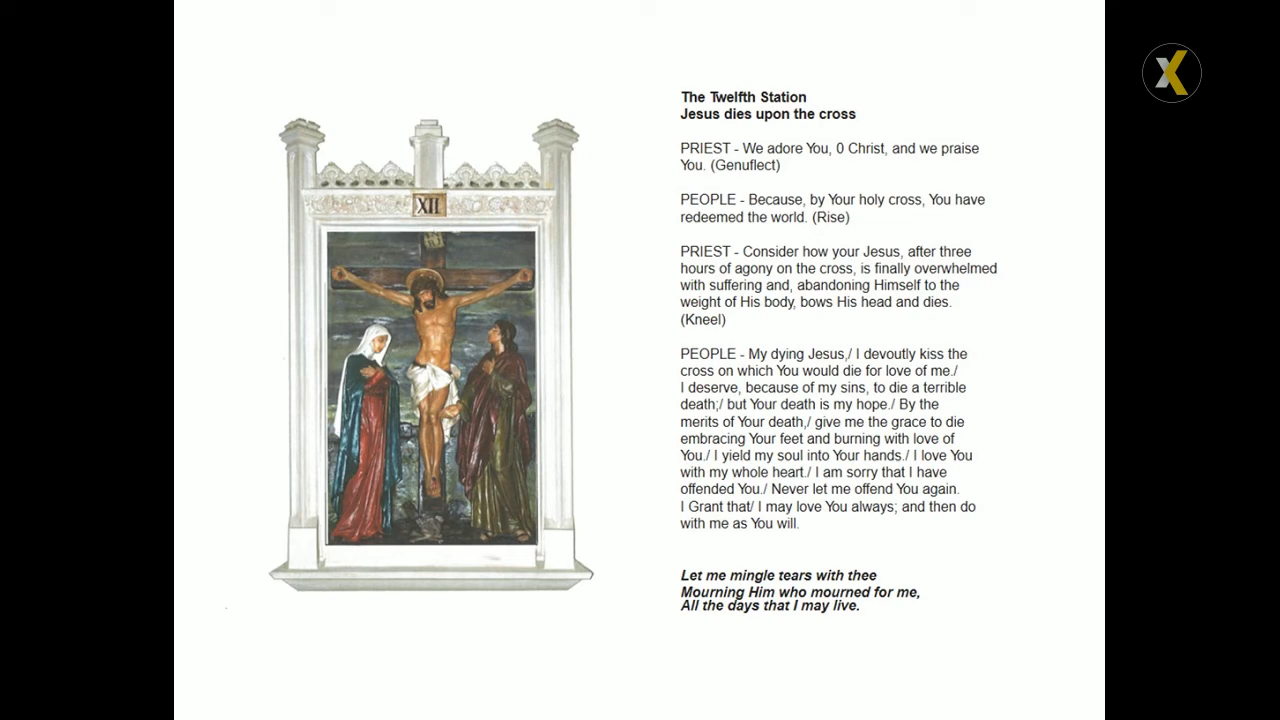 The Twelfth Station
Jesus dies upon the cross
PRIEST - We adore You, 0 Christ, and we praise
You. (Genuflect)
PEOPLE - Because, by Your holy cross, You have
redeemed the world. (Rise)
PRIEST - Consider how your Jesus, after three
hours of agony on the cross, is finally overwhelmed
with suffering and, abandoning Himself to the
weight of His body, bows His head and dies.
(Kneel)
PEOPLE - My dying Jesus,/ I devoutly kiss the
cross on which You would die for love of me./
I deserve, because of my sins, to die a terrible
death;/ but Your death is my hope./ By the
merits of Your death,/ give me the grace to die
embracing Your feet and burning with love of
You./ I yield my soul into Your hands./ I love You
with my whole heart./ I am sorry that I have
offended You./ Never let me offend You again.
I Grant that/ I may love You always; and then do
with me as You will.
Let me mingle tears with thee
Mourning Him who mourned for me,
All the days that I may live.
XII
X